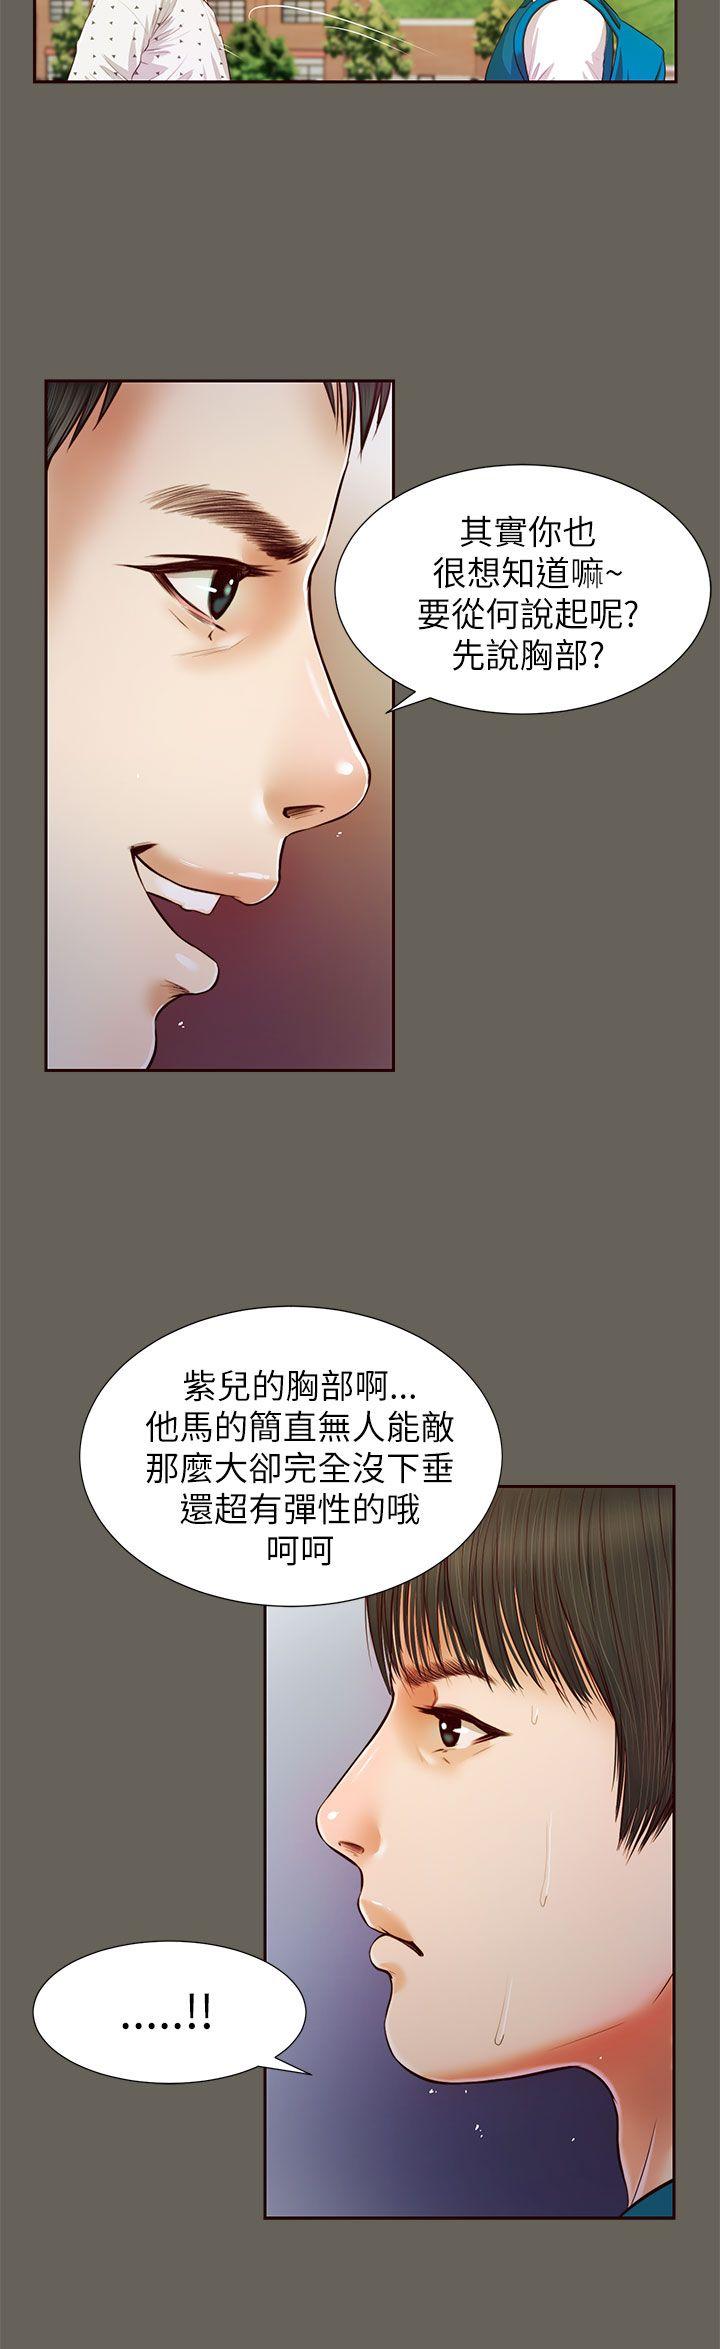 其實你也
很想知道嘛~
要從何說起呢?
先說胸部?
紫兒的胸部啊...
他馬的簡直無人能敵
那麼大卻完全沒下垂
還超有彈性的哦
呵呵
.....!!